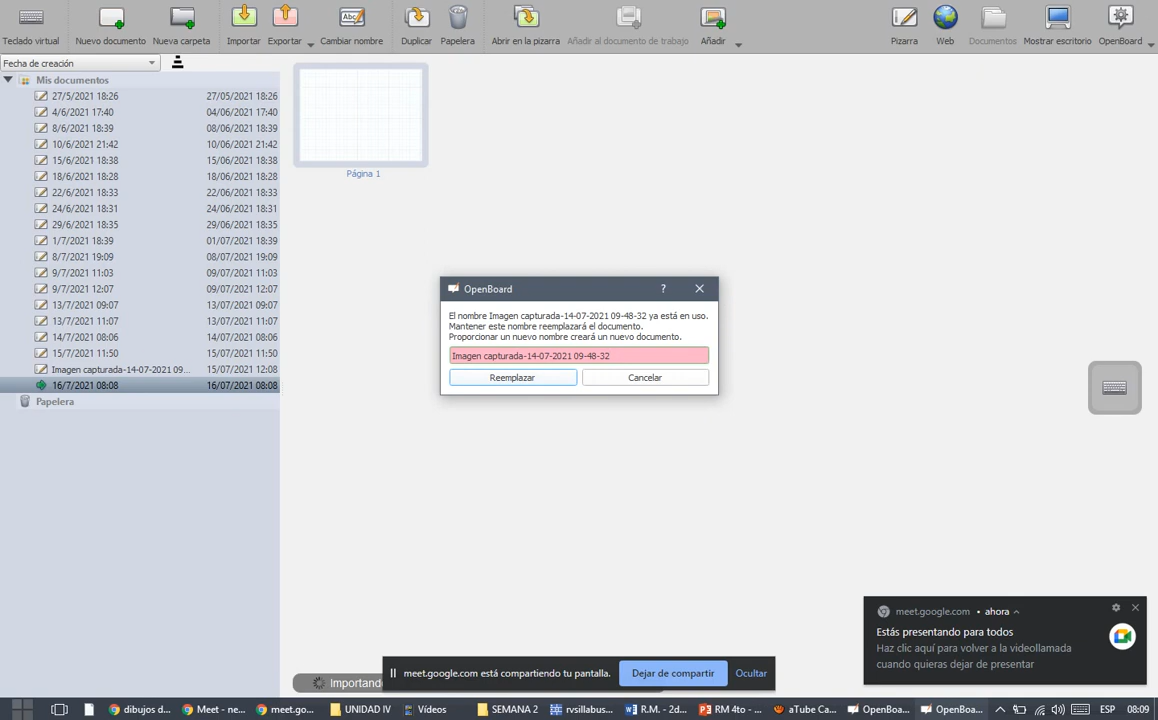 Teclado virtual
Nuevo documento
Nueva carpeta
Importar
Exportar
Cambiar nombre
Duplicar
Papelera
Abrir en la pizarra
Añadir al documento de trabajo
Añadir
Pizarra
Web
Documentos
Mostrar escritorio
OpenBoard
Fecha de creación
Mis documentos
27/5/2021 18:26 27/05/2021 18:26
4/6/2021 17:40 04/06/2021 17:40
8/6/2021 18:39 08/06/2021 18:39
10/6/2021 21:42 10/06/2021 21:42
15/6/2021 18:38 15/06/2021 18:38
18/6/2021 18:28 18/06/2021 18:28
22/6/2021 18:33 22/06/2021 18:33
24/6/2021 18:31 24/06/2021 18:31
29/6/2021 18:35 29/06/2021 18:35
1/7/2021 18:39 01/07/2021 18:39
8/7/2021 19:09 08/07/2021 19:09
9/7/2021 11:03 09/07/2021 11:03
9/7/2021 12:07 09/07/2021 12:07
13/7/2021 09:07 13/07/2021 09:07
13/7/2021 11:07 13/07/2021 11:07
14/7/2021 08:06 14/07/2021 08:06
15/7/2021 11:50 15/07/2021 11:50
Imagen capturada-14-07-2021 09... 15/07/2021 12:08
16/7/2021 08:08 16/07/2021 08:08
Papelera
Página 1
OpenBoard
?
El nombre Imagen capturada-14-07-2021 09-48-32 ya está en uso.
Mantener este nombre reemplazará el documento.
Proporcionar un nuevo nombre creará un nuevo documento.
Imagen capturada-14-07-2021 09-48-32
Reemplazar
Cancelar
meet.google.com • ahora
Estás presentando para todos
Haz clic aquí para volver a la videollamada
cuando quieras dejar de presentar
Importando
meet.google.com está compartiendo tu pantalla.
Dejar de compartir
Ocultar
dibujos d...
Meet - ne...
meet.go...
UNIDAD IV
Vídeos
SEMANA 2
rvsillabus...
R.M. - 2d...
RM 4to - ...
aTube Ca...
OpenBoa...
OpenBoa...
ESP
08:09